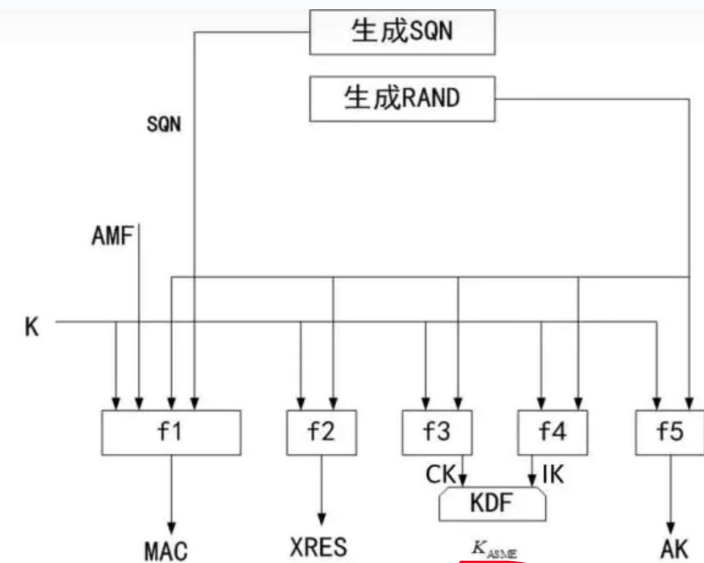 生成SQN
生成RAND
SQN
AMF
K
f1
f2
f3
f4
f5
CK
IK
KDF
MAC
XRES
K_ASME
AK